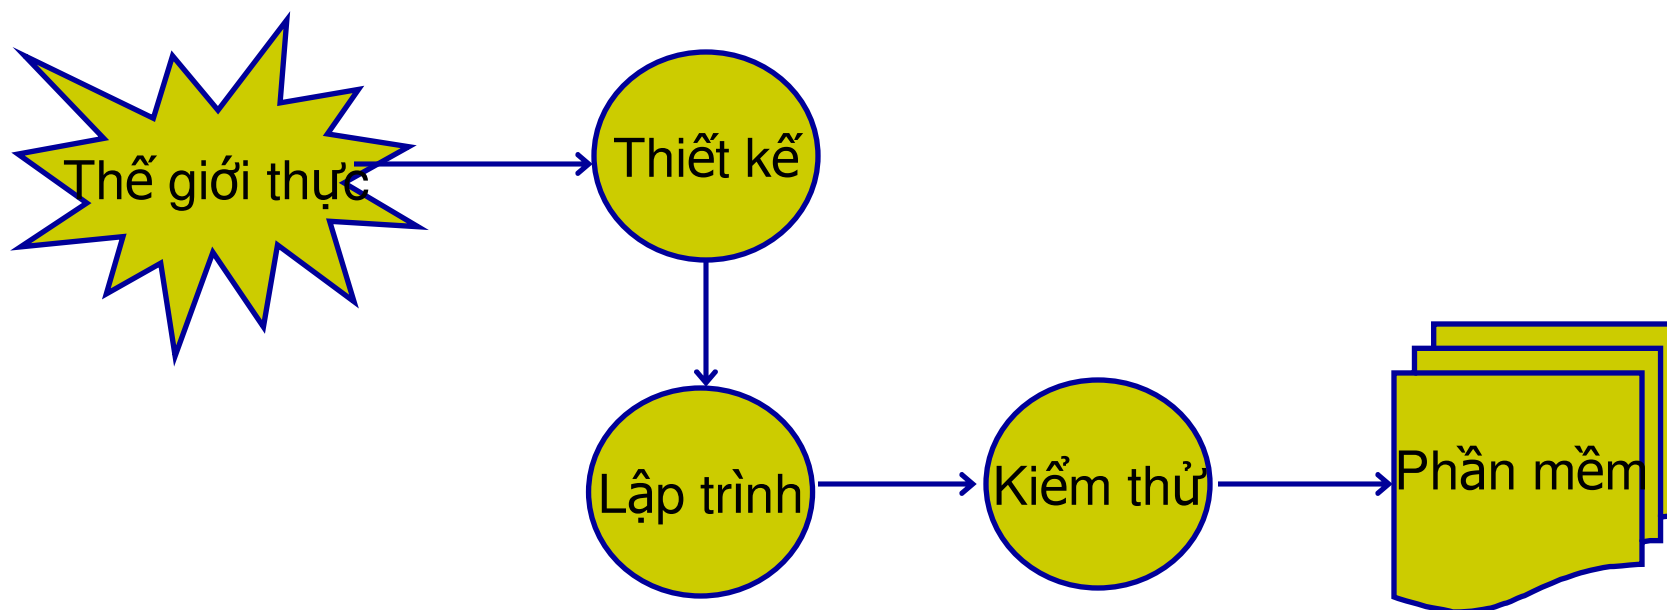 Thế giới thực
Thiết kế
Lập trình
Kiểm thử
Phần mềm